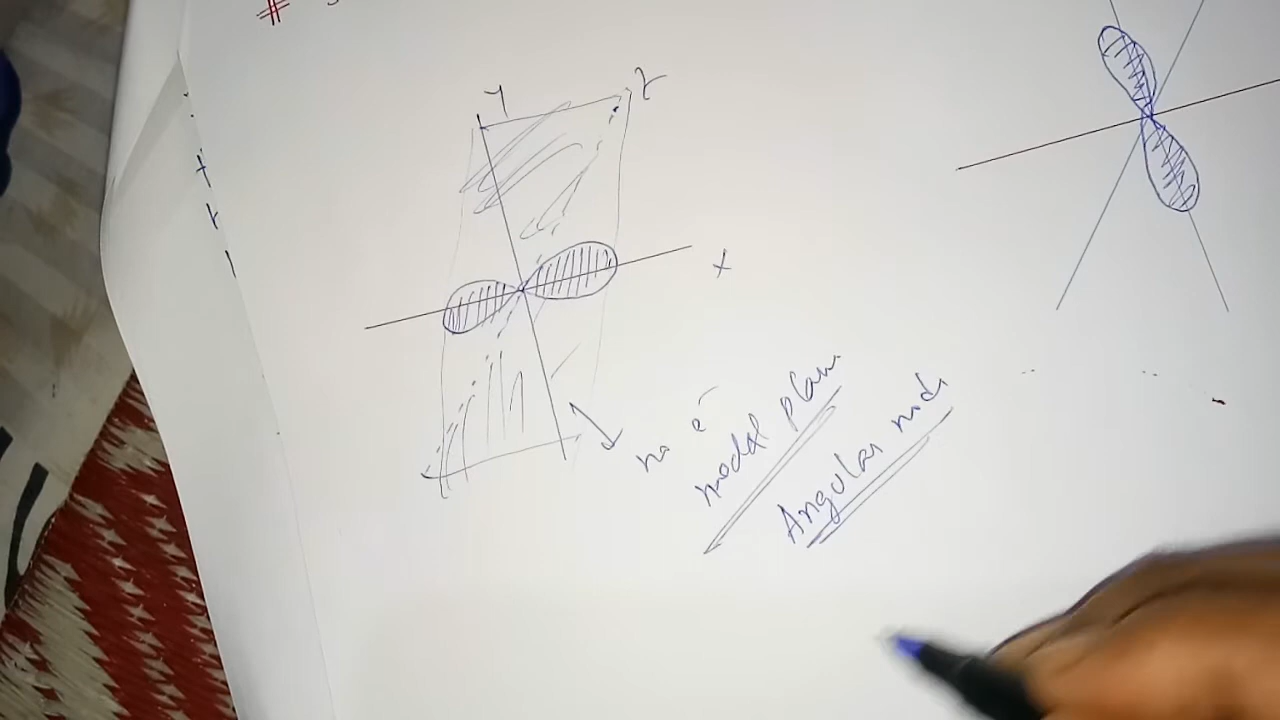 #
y
z
x
no e⁻
nodal plane
Angular node